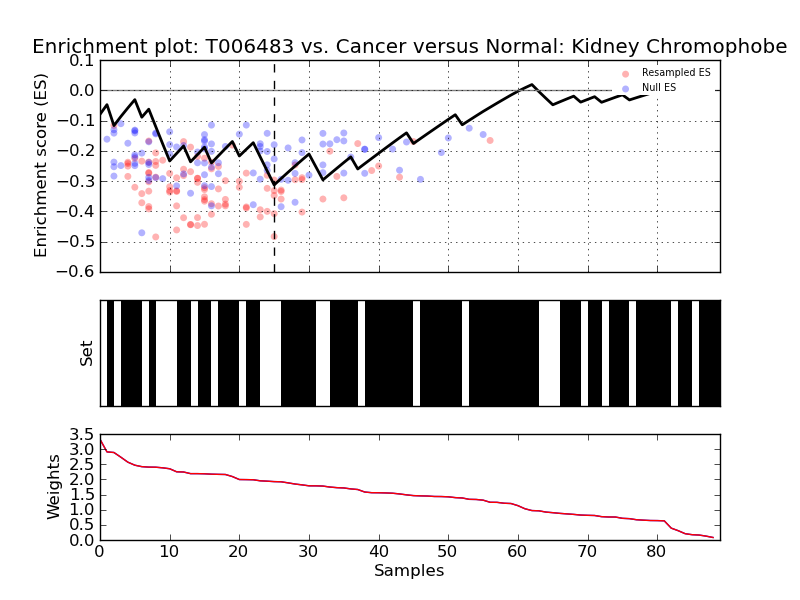 Enrichment plot: T006483 vs. Cancer versus Normal: Kidney Chromophobe
Enrichment score (ES)
0.1
0.0
−0.1
−0.2
−0.3
−0.4
−0.5
−0.6
Resampled ES
Null ES
Set
Weights
3.5
3.0
2.5
2.0
1.5
1.0
0.5
0.0
0 10 20 30 40 50 60 70 80
Samples